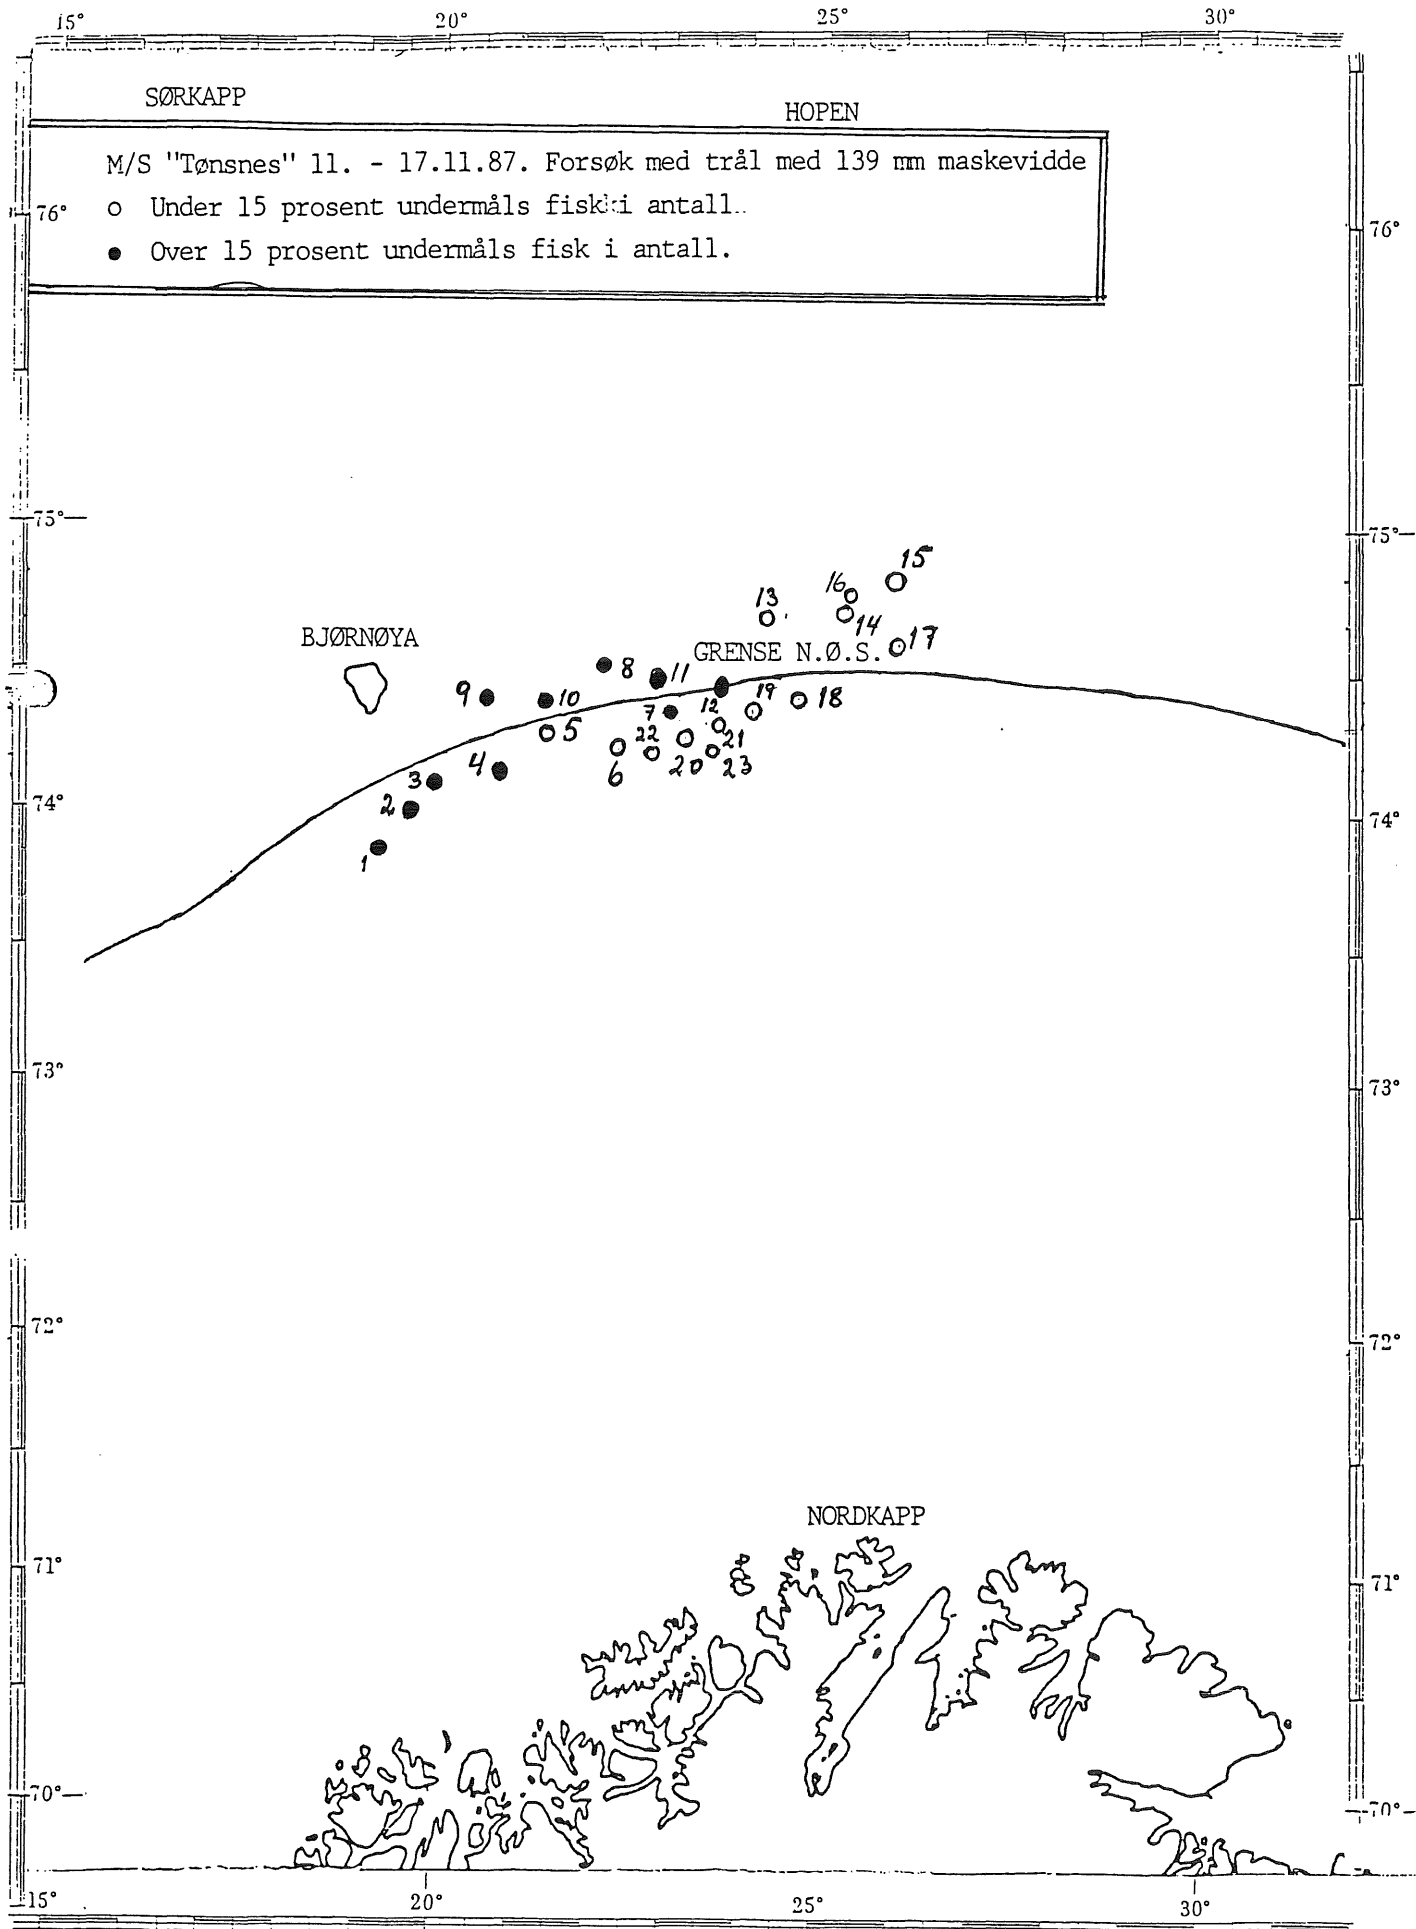 15° 20° 25° 30°
SØRKAPP
HOPEN
M/S "Tønsnes" 11. - 17.11.87. Forsøk med trål med 139 mm maskevidde
76° o Under 15 prosent undermåls fisk i antall.. 76°
● Over 15 prosent undermåls fisk i antall.
75° 75°
15
16
13
14
BJØRNØYA
17
GRENSE N.Ø.S.
8 11
9 10 19 18
7 12
5 22 21
4 6 20 23
3
74° 2 74°
1
73° 73°
72° 72°
NORDKAPP
71° 71°
70° 70°
15° 20° 25° 30°